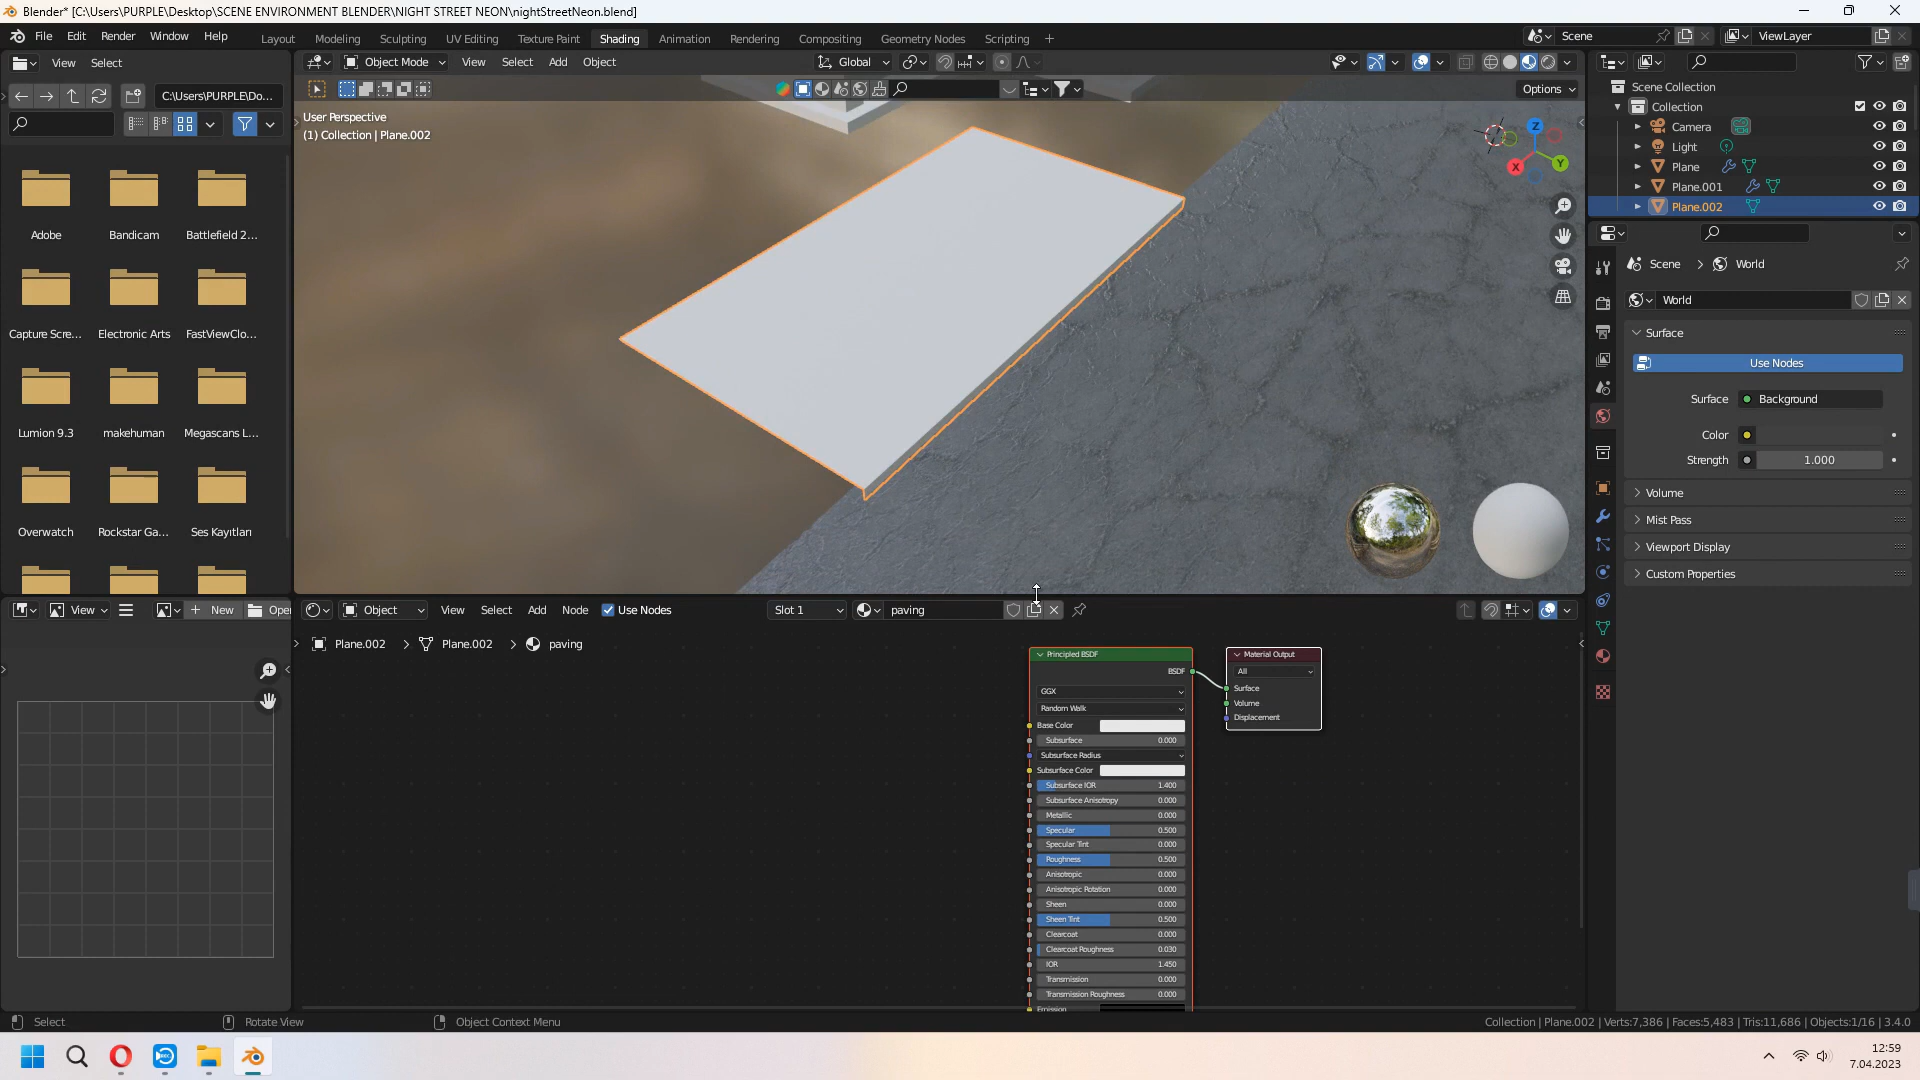 Blender* [C:\Users\PURPLE\Desktop\SCENE ENVIRONMENT BLENDER\NIGHT STREET NEON\nightStreetNeon.blend]
File Edit Render Window Help
Layout Modeling Sculpting UV Editing Texture Paint Shading Animation Rendering Compositing Geometry Nodes Scripting +
Scene ViewLayer
View Select
Object Mode View Select Add Object Global
C:\Users\PURPLE\Do...
Options
User Perspective
(1) Collection | Plane.002
Z
X
Y
Adobe Bandicam Battlefield 2...
Capture Scre... Electronic Arts FastViewClo...
Lumion 9.3 makehuman Megascans L...
Overwatch Rockstar Ga... Ses Kayıtları
Scene Collection
Collection
Camera
Light
Plane
Plane.001
Plane.002
Scene > World
World
Surface
Use Nodes
Surface Background
Color
Strength 1.000
Volume
Mist Pass
Viewport Display
Custom Properties
View New Open
Object View Select Add Node Use Nodes Slot 1 paving
Plane.002 > Plane.002 > paving
Principled BSDF
BSDF
GGX
Random Walk
Base Color
Subsurface 0.000
Subsurface Radius
Subsurface Color
Subsurface IOR 1.400
Subsurface Anisotropy 0.000
Metallic 0.000
Specular 0.500
Specular Tint 0.000
Roughness 0.500
Anisotropic 0.000
Anisotropic Rotation 0.000
Sheen 0.000
Sheen Tint 0.500
Clearcoat 0.000
Clearcoat Roughness 0.030
IOR 1.450
Transmission 0.000
Transmission Roughness 0.000
Emission
Material Output
All
Surface
Volume
Displacement
Select Rotate View Object Context Menu
Collection | Plane.002 | Verts:7,386 | Faces:5,483 | Tris:11,686 | Objects:1/16 | 3.4.0
12:59
7.04.2023